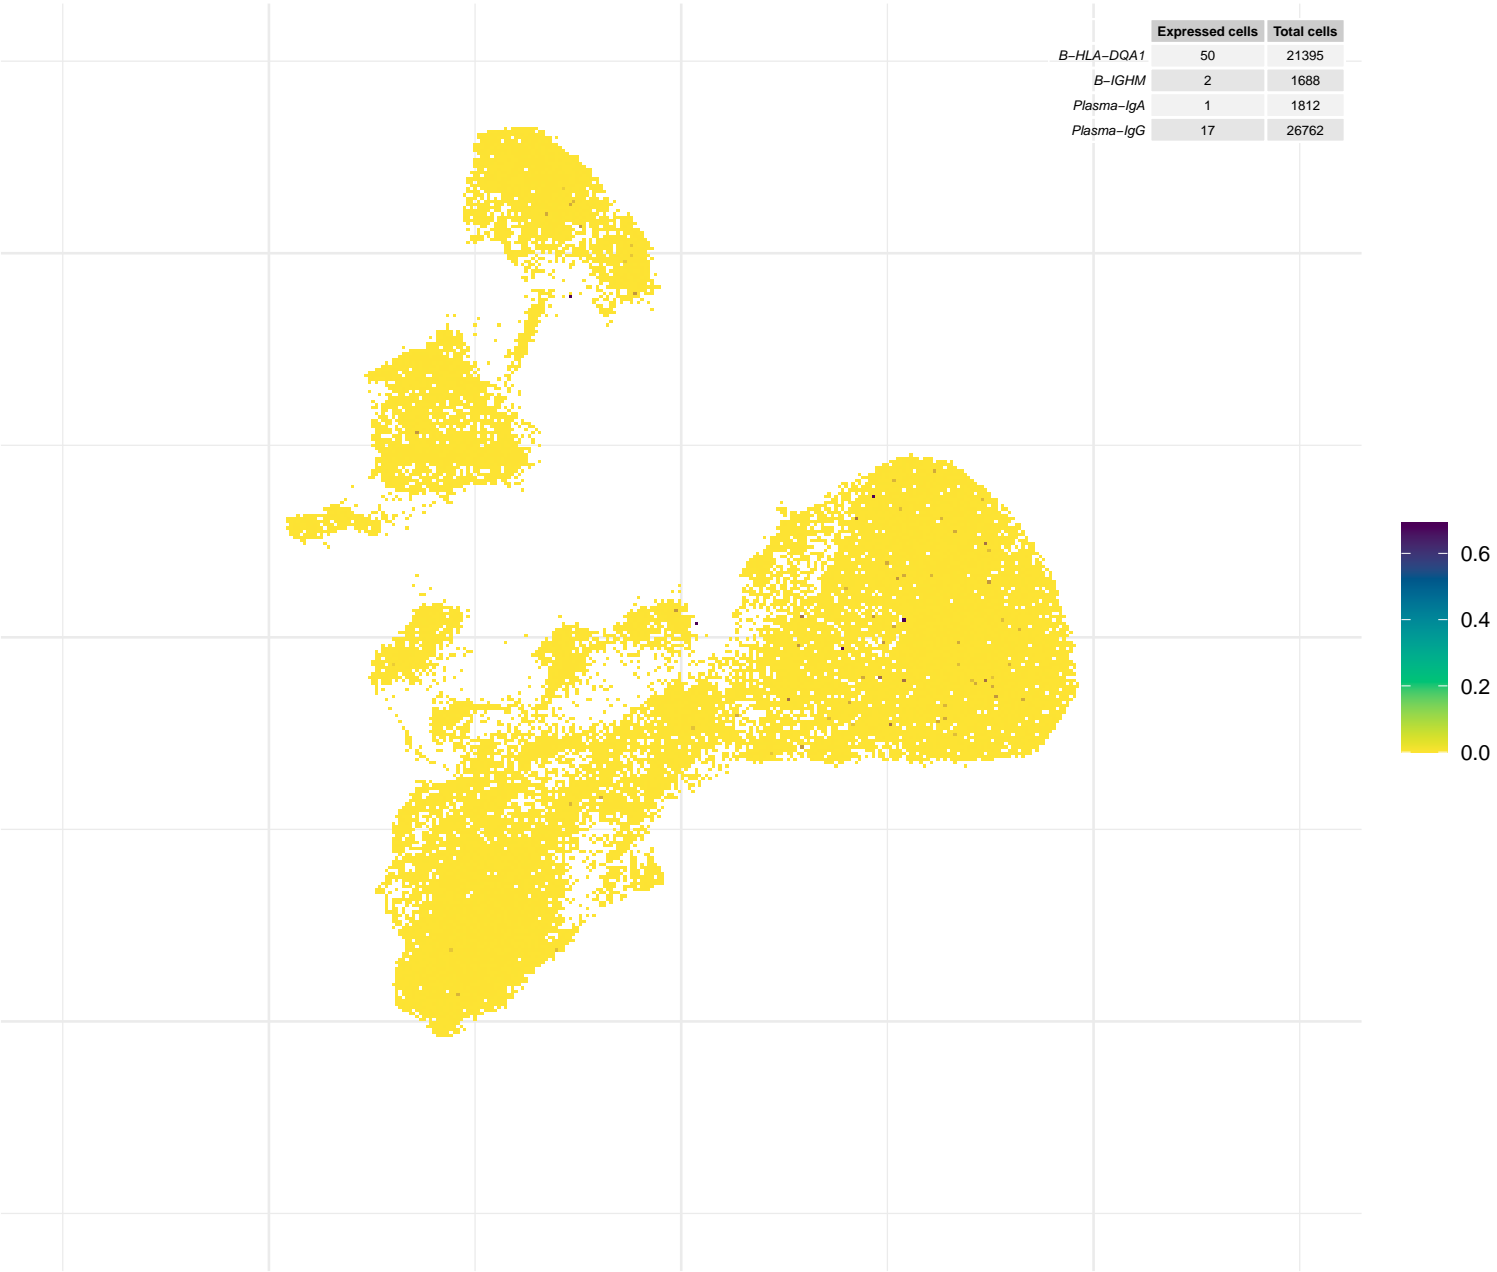 Expressed cells Total cells
B−HLA−DQA1 50 21395
B−IGHM 2 1688
Plasma−IgA 1 1812
Plasma−IgG 17 26762
0.6
0.4
0.2
0.0